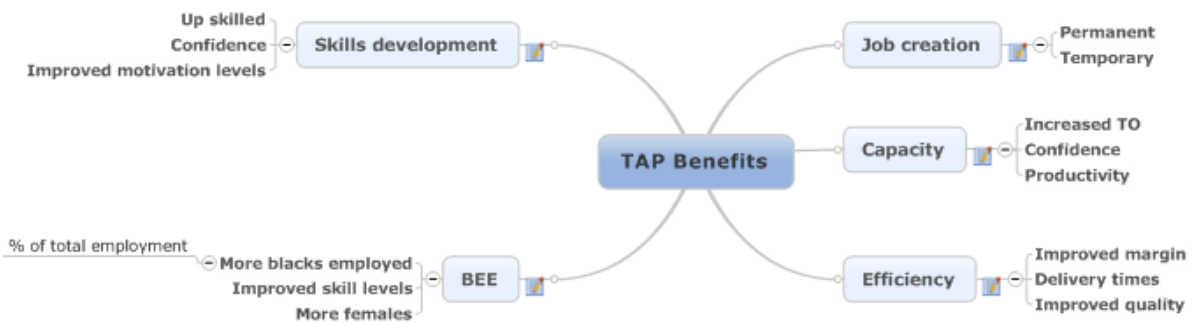 Up skilled
Confidence
Improved motivation levels
Skills development
Job creation
Permanent
Temporary
TAP Benefits
Capacity
Increased TO
Confidence
Productivity
% of total employment
More blacks employed
Improved skill levels
More females
BEE
Efficiency
Improved margin
Delivery times
Improved quality